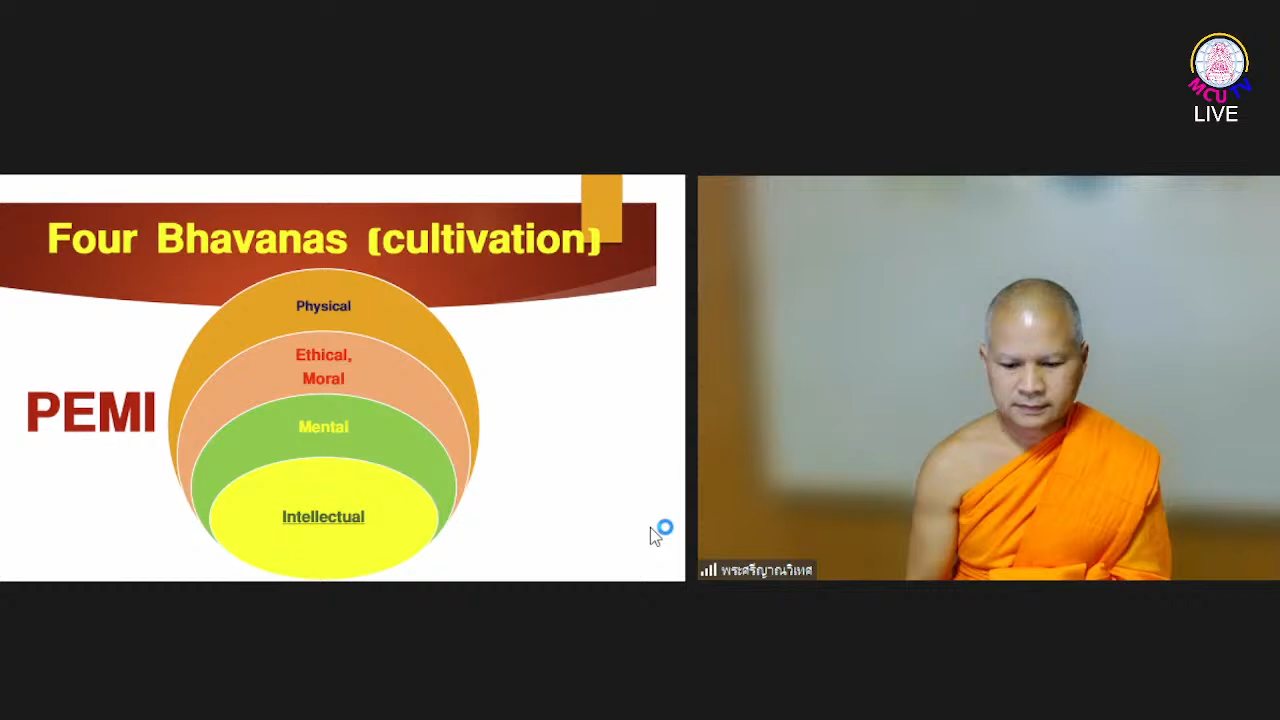 MCU TV
LIVE
Four Bhavanas (cultivation)
Physical
Ethical,
Moral
PEMI
Mental
Intellectual
พระศรีญาณวิเทศ